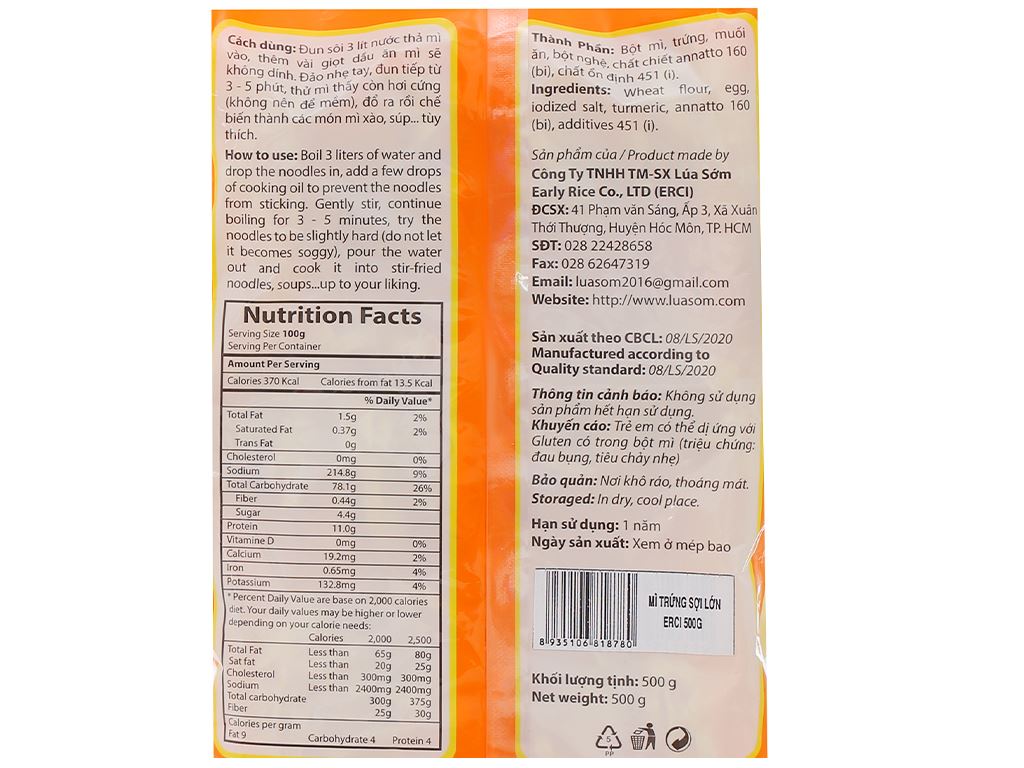 Cách dùng: Đun sôi 3 lít nước thả mì
vào, thêm vài giọt dầu ăn mì sẽ
không dính. Đảo nhẹ tay, đun tiếp từ
3 - 5 phút, thử mì thấy còn hơi cứng
(không nên để mềm), đổ ra rồi chế
biến thành các món mì xào, súp... tùy
thích.
How to use: Boil 3 liters of water and
drop the noodles in, add a few drops
of cooking oil to prevent the noodles
from sticking. Gently stir, continue
boiling for 3 - 5 minutes, try the
noodles to be slightly hard (do not let
it becomes soggy), pour the water
out and cook it into stir-fried
noodles, soups...up to your liking.
Nutrition Facts
Serving Size 100g
Serving Per Container
Amount Per Serving
Calories 370 Kcal Calories from fat 13.5 Kcal
% Daily Value*
Total Fat 1.5g 2%
Saturated Fat 0.37g 2%
Trans Fat 0g
Cholesterol 0mg 0%
Sodium 214.8g 9%
Total Carbohydrate 78.1g 26%
Fiber 0.44g 2%
Sugar 4.4g
Protein 11.0g
Vitamine D 0mg 0%
Calcium 19.2mg 2%
Iron 0.65mg 4%
Potassium 132.8mg 4%
* Percent Daily Value are base on 2,000 calories
diet. Your daily values may be higher or lower
depending on your calorie needs:
Calories 2,000 2,500
Total Fat Less than 65g 80g
Sat fat Less than 20g 25g
Cholesterol Less than 300mg 300mg
Sodium Less than 2400mg 2400mg
Total carbohydrate 300g 375g
Fiber 25g 30g
Calories per gram
Fat 9 Carbohydrate 4 Protein 4
Thành Phần: Bột mì, trứng, muối
ăn, bột nghệ, chất chiết annatto 160
(bi), chất ổn định 451 (i).
Ingredients: Wheat flour, egg,
iodized salt, turmeric, annatto 160
(bi), additives 451 (i).
Sản phẩm của / Product made by
Công Ty TNHH TM-SX Lúa Sớm
Early Rice Co., LTD (ERCI)
ĐCSX: 41 Phạm văn Sáng, Ấp 3, Xã Xuân
Thới Thượng, Huyện Hóc Môn, TP. HCM
SĐT: 028 22428658
Fax: 028 62647319
Email: luasom2016@gmail.com
Website: http://www.luasom.com
Sản xuất theo CBCL: 08/LS/2020
Manufactured according to
Quality standard: 08/LS/2020
Thông tin cảnh báo: Không sử dụng
sản phẩm hết hạn sử dụng.
Khuyến cáo: Trẻ em có thể dị ứng với
Gluten có trong bột mì (triệu chứng:
đau bụng, tiêu chảy nhẹ)
Bảo quản: Nơi khô ráo, thoáng mát.
Storaged: In dry, cool place.
Hạn sử dụng: 1 năm
Ngày sản xuất: Xem ở mép bao
MÌ TRỨNG SỢI LỚN
ERCI 500G
8 935106 818780
Khối lượng tịnh: 500 g
Net weight: 500 g
5
PP